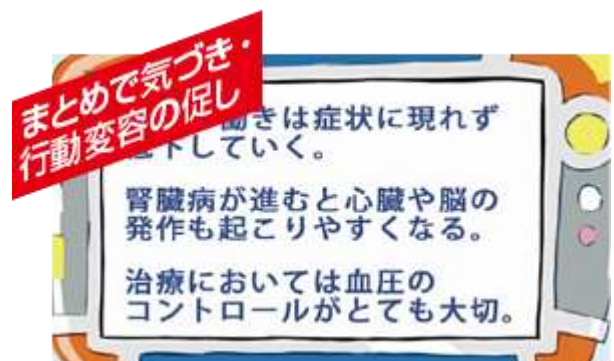 まとめで気づき・
行動変容の促し
働きは症状に現れず
下していく。
腎臓病が進むと心臓や脳の
発作も起こりやすくなる。
治療においては血圧の
コントロールがとても大切。